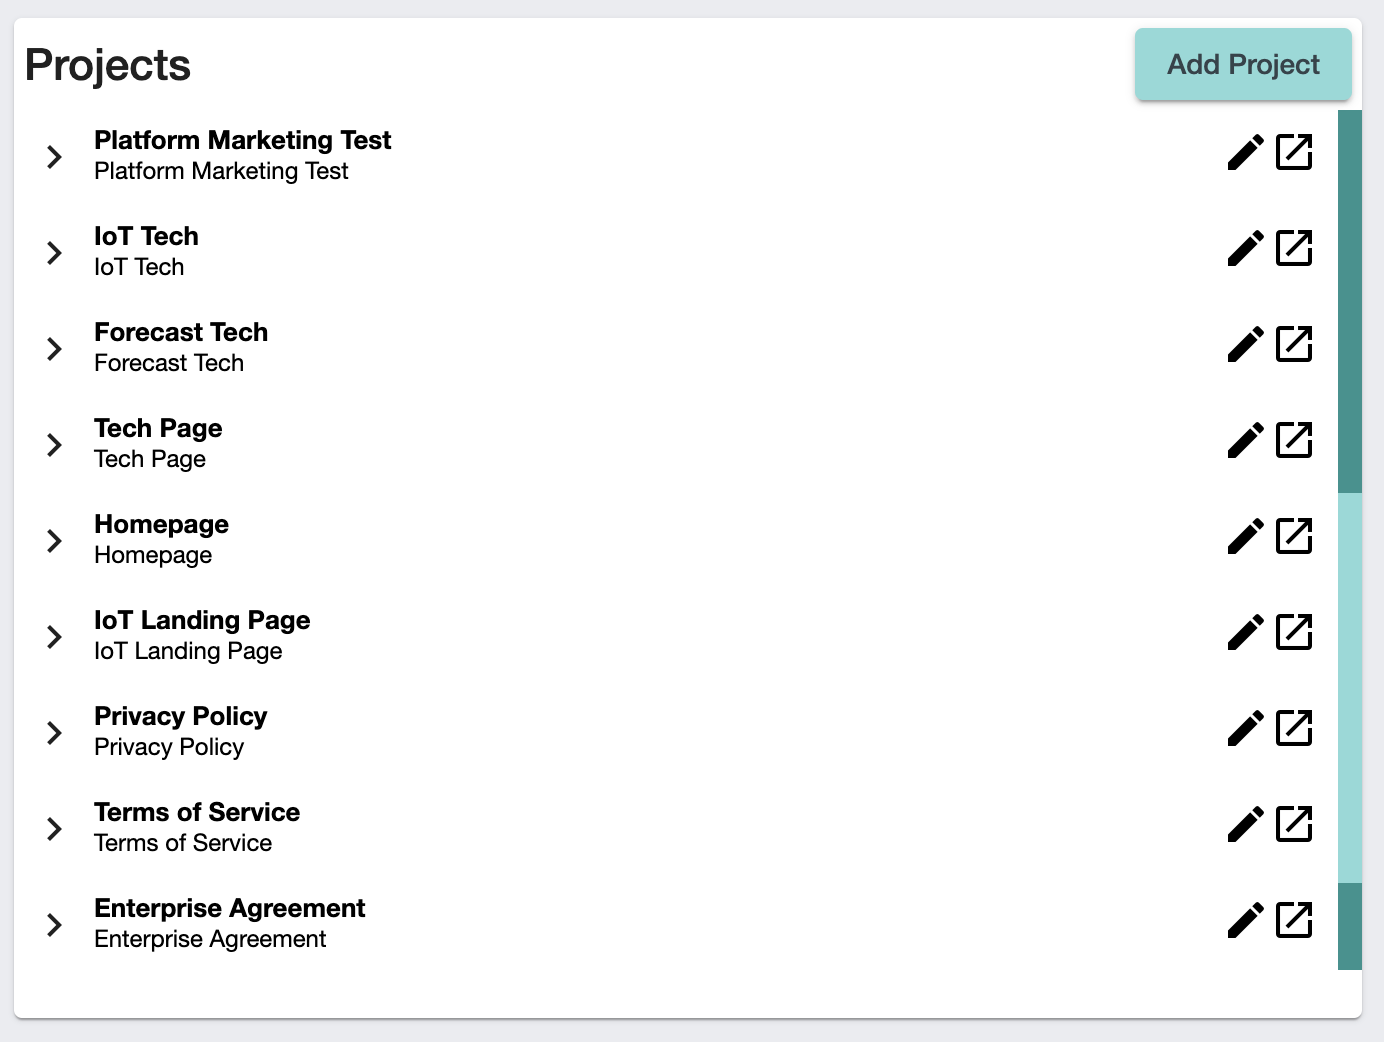 Projects
Add Project
Platform Marketing Test
Platform Marketing Test
IoT Tech
IoT Tech
Forecast Tech
Forecast Tech
Tech Page
Tech Page
Homepage
Homepage
IoT Landing Page
IoT Landing Page
Privacy Policy
Privacy Policy
Terms of Service
Terms of Service
Enterprise Agreement
Enterprise Agreement